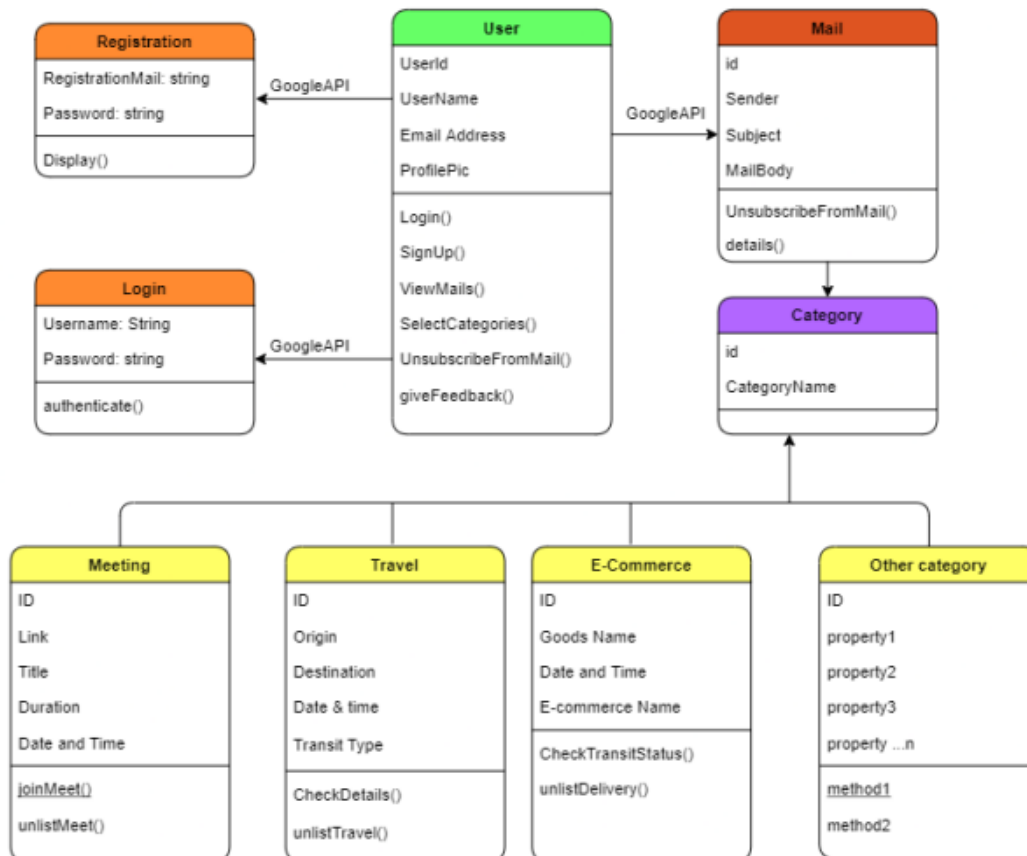 Registration
RegistrationMail: string
Password: string
Display()
GoogleAPI
User
UserId
UserName
Email Address
ProfilePic
Login()
SignUp()
ViewMails()
SelectCategories()
UnsubscribeFromMail()
giveFeedback()
GoogleAPI
Mail
id
Sender
Subject
MailBody
UnsubscribeFromMail()
details()
Login
Username: String
Password: string
authenticate()
GoogleAPI
Category
id
CategoryName
Meeting
ID
Link
Title
Duration
Date and Time
joinMeet()
unlistMeet()
Travel
ID
Origin
Destination
Date & time
Transit Type
CheckDetails()
unlistTravel()
E-Commerce
ID
Goods Name
Date and Time
E-commerce Name
CheckTransitStatus()
unlistDelivery()
Other category
ID
property1
property2
property3
property ...n
method1
method2